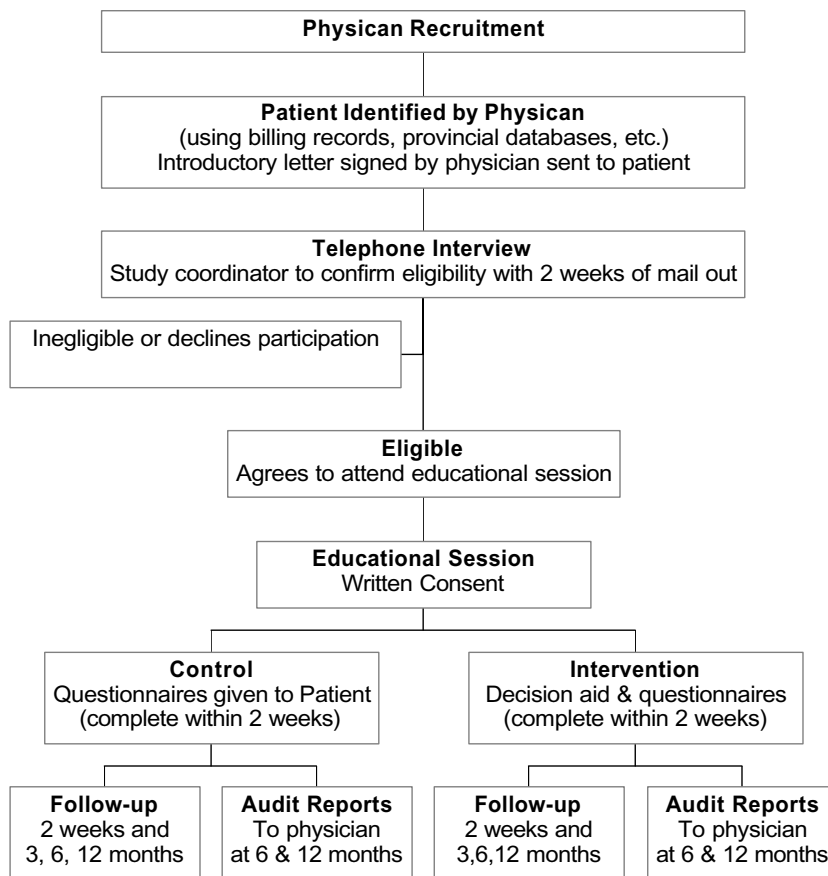 Physican Recruitment
Patient Identified by Physican
(using billing records, provincial databases, etc.)
Introductory letter signed by physician sent to patient
Telephone Interview
Study coordinator to confirm eligibility with 2 weeks of mail out
Inegligible or declines participation
Eligible
Agrees to attend educational session
Educational Session
Written Consent
Control
Questionnaires given to Patient
(complete within 2 weeks)
Intervention
Decision aid & questionnaires
(complete within 2 weeks)
Follow-up
2 weeks and
3, 6, 12 months
Audit Reports
To physician
at 6 & 12 months
Follow-up
2 weeks and
3,6,12 months
Audit Reports
To physician
at 6 & 12 months